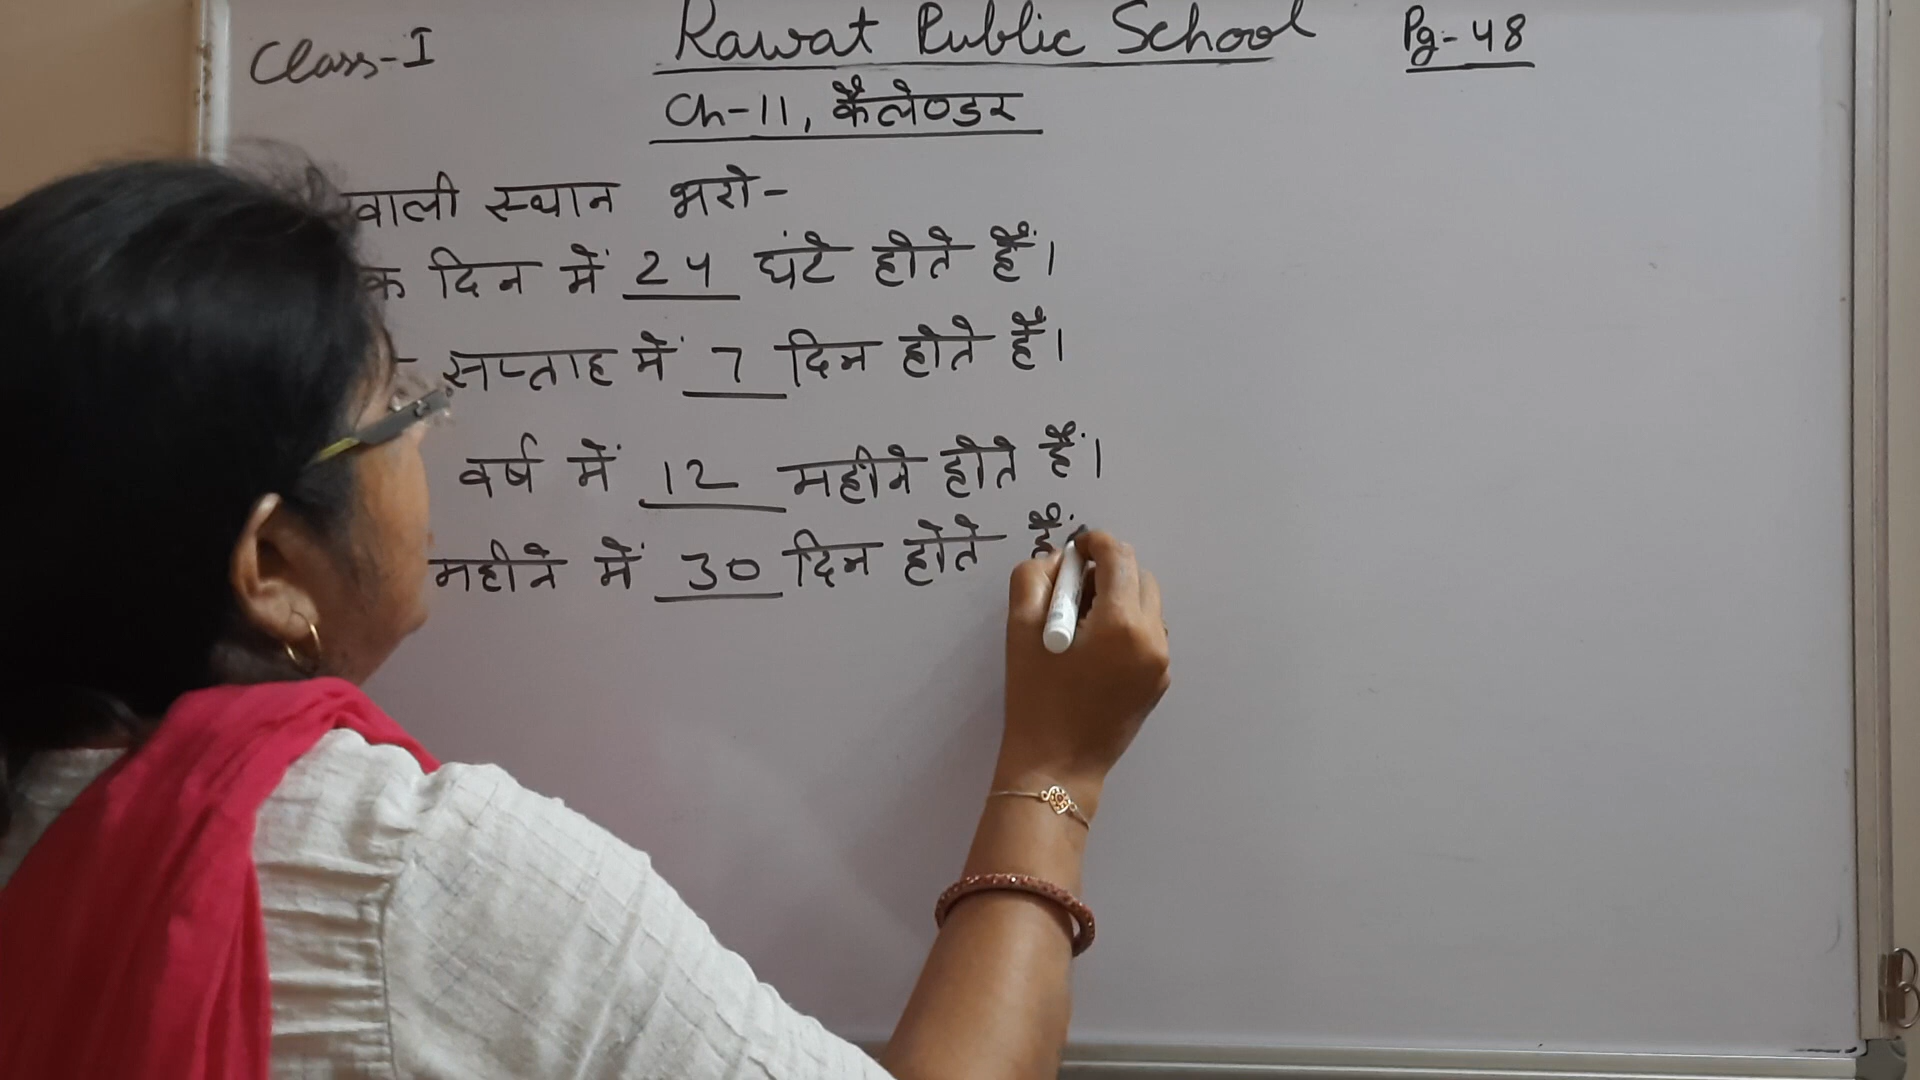 Class-I Rawat Public School Pg-48
Ch-11, कैलेण्डर
स्थान भरो-
दिन में 24 घंटे होते हैं।
सप्ताह में 7 दिन होते हैं।
वर्ष में 12 महीने होते हैं।
महीने में 30 दिन होते हैं